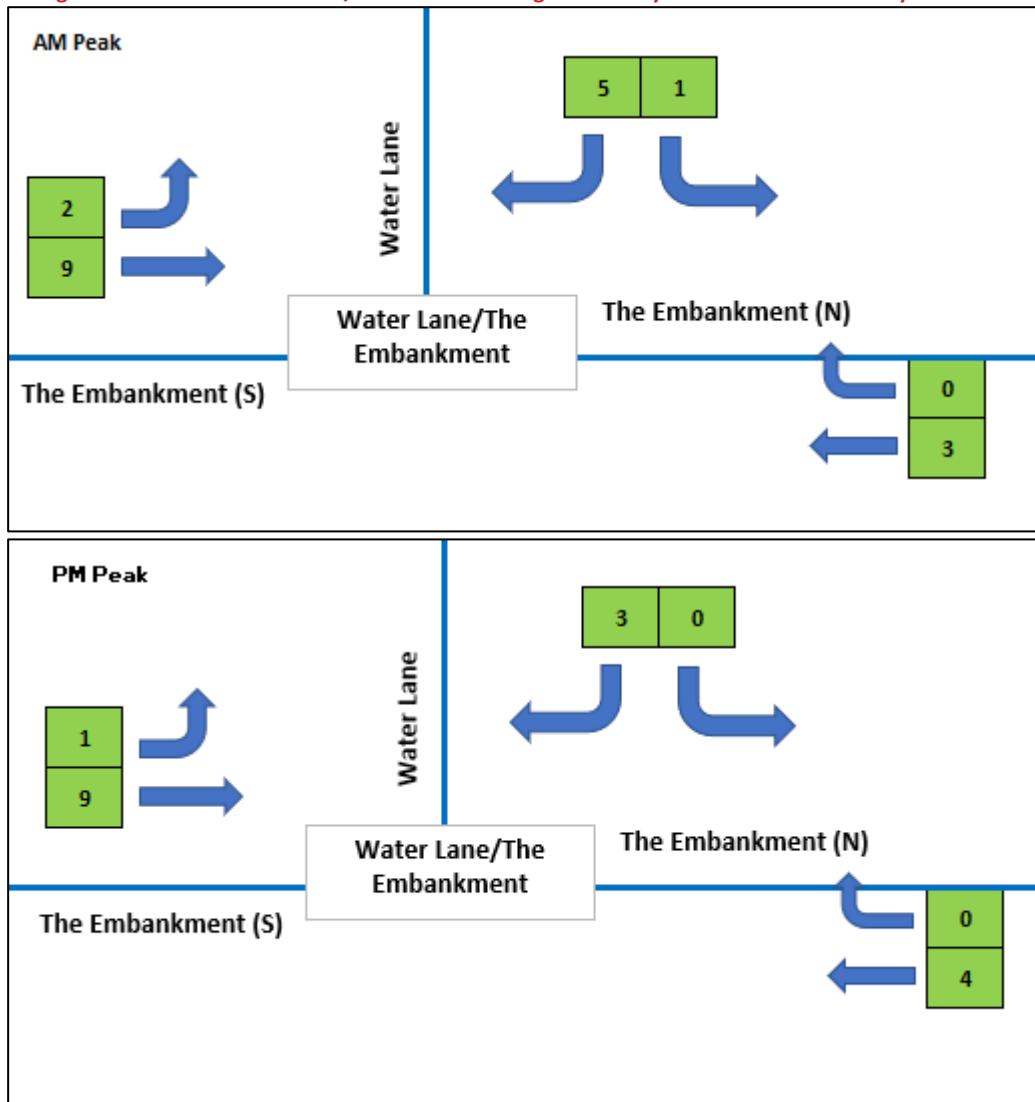 AM Peak
5 1
Water Lane
2
9
Water Lane/The
Embankment
The Embankment (N)
The Embankment (S)
0
3
PM Peak
3 0
Water Lane
1
9
Water Lane/The
Embankment
The Embankment (N)
The Embankment (S)
0
4